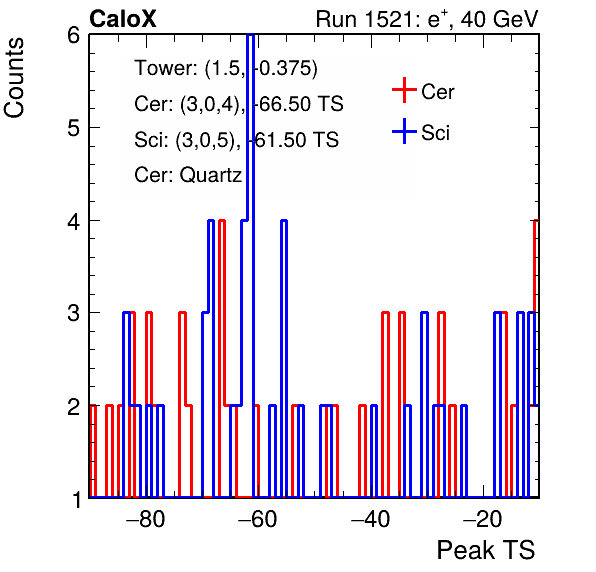 CaloX Run 1521: e⁺, 40 GeV
Counts
Tower: (1.5, -0.375)
Cer: (3,0,4), -66.50 TS
Sci: (3,0,5), -61.50 TS
Cer: Quartz
Cer
Sci
6
5
4
3
2
1
−80 −60 −40 −20
Peak TS